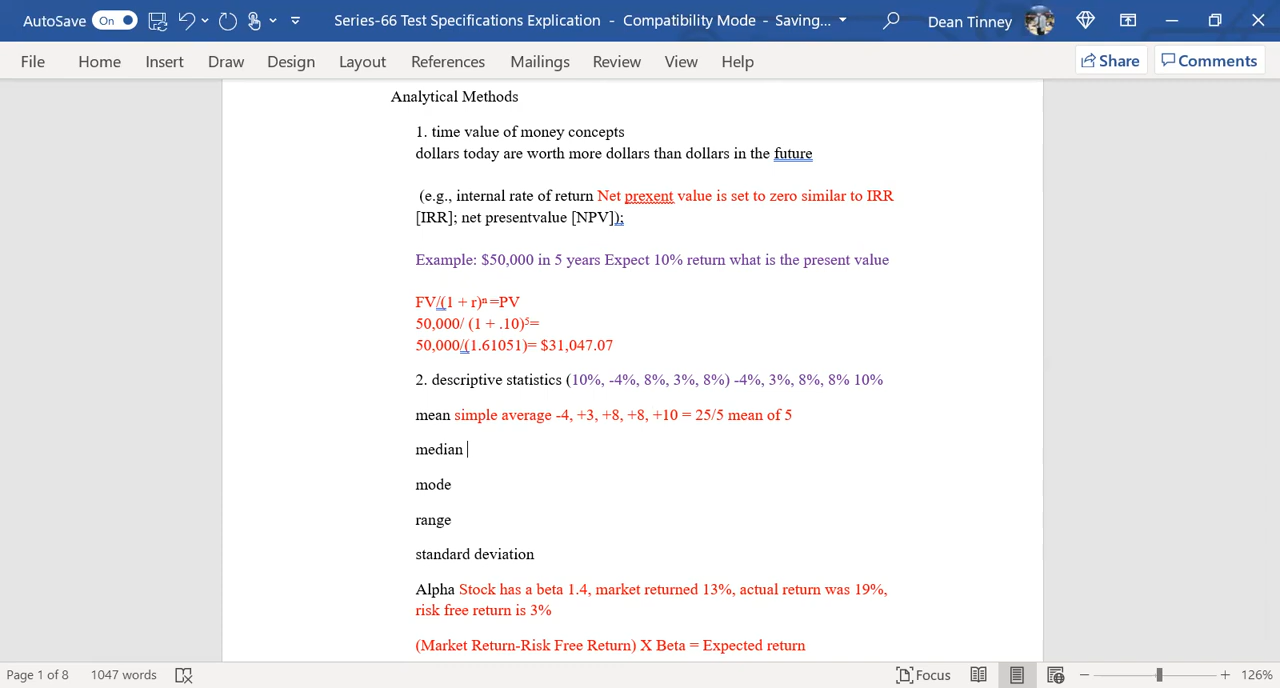 AutoSave On Series-66 Test Specifications Explication - Compatibility Mode - Saving... Dean Tinney
File Home Insert Draw Design Layout References Mailings Review View Help Share Comments
Analytical Methods
1. time value of money concepts
dollars today are worth more dollars than dollars in the future
(e.g., internal rate of return Net prexent value is set to zero similar to IRR
[IRR]; net presentvalue [NPV]);
Example: $50,000 in 5 years Expect 10% return what is the present value
FV/(1 + r)ⁿ =PV
50,000/ (1 + .10)⁵=
50,000/(1.61051)= $31,047.07
2. descriptive statistics (10%, -4%, 8%, 3%, 8%) -4%, 3%, 8%, 8% 10%
mean simple average -4, +3, +8, +8, +10 = 25/5 mean of 5
median
mode
range
standard deviation
Alpha Stock has a beta 1.4, market returned 13%, actual return was 19%,
risk free return is 3%
(Market Return-Risk Free Return) X Beta = Expected return
Page 1 of 8 1047 words Focus 126%